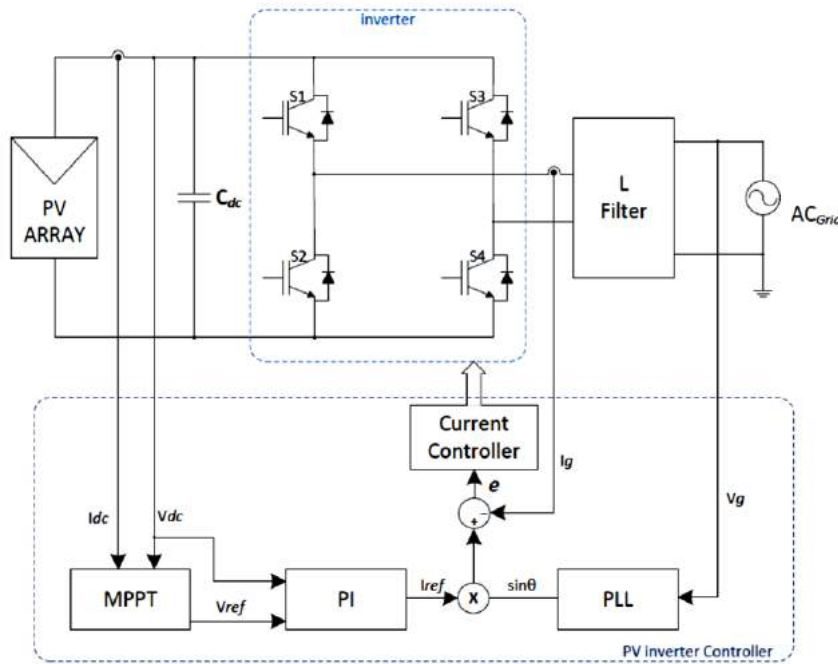 inverter
S1
S3
PV
ARRAY
Cdc
L
Filter
ACGrid
S2
S4
Current
Controller
Ig
e
Vg
Idc
Vdc
+
−
MPPT
Vref
PI
Iref
X
sinθ
PLL
PV inverter Controller